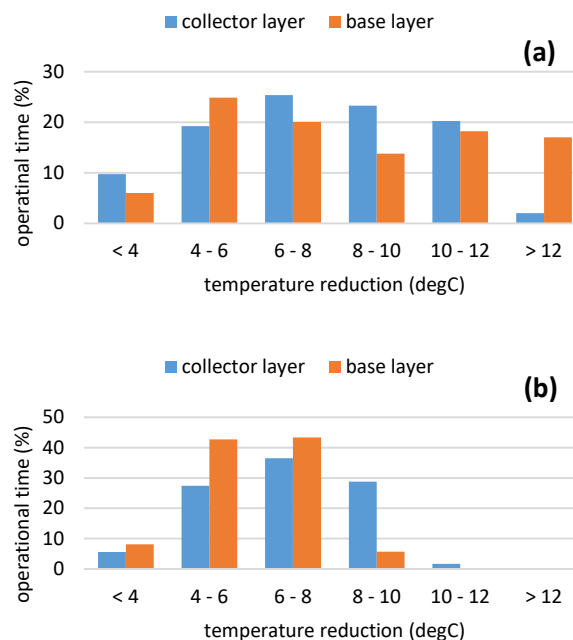 collector layer base layer
(a)
30
20
10
0
operatinal time (%)
< 4 4 - 6 6 - 8 8 - 10 10 - 12 > 12
temperature reduction (degC)
collector layer base layer
(b)
50
40
30
20
10
0
operational time (%)
< 4 4 - 6 6 - 8 8 - 10 10 - 12 > 12
temperature reduction (degC)